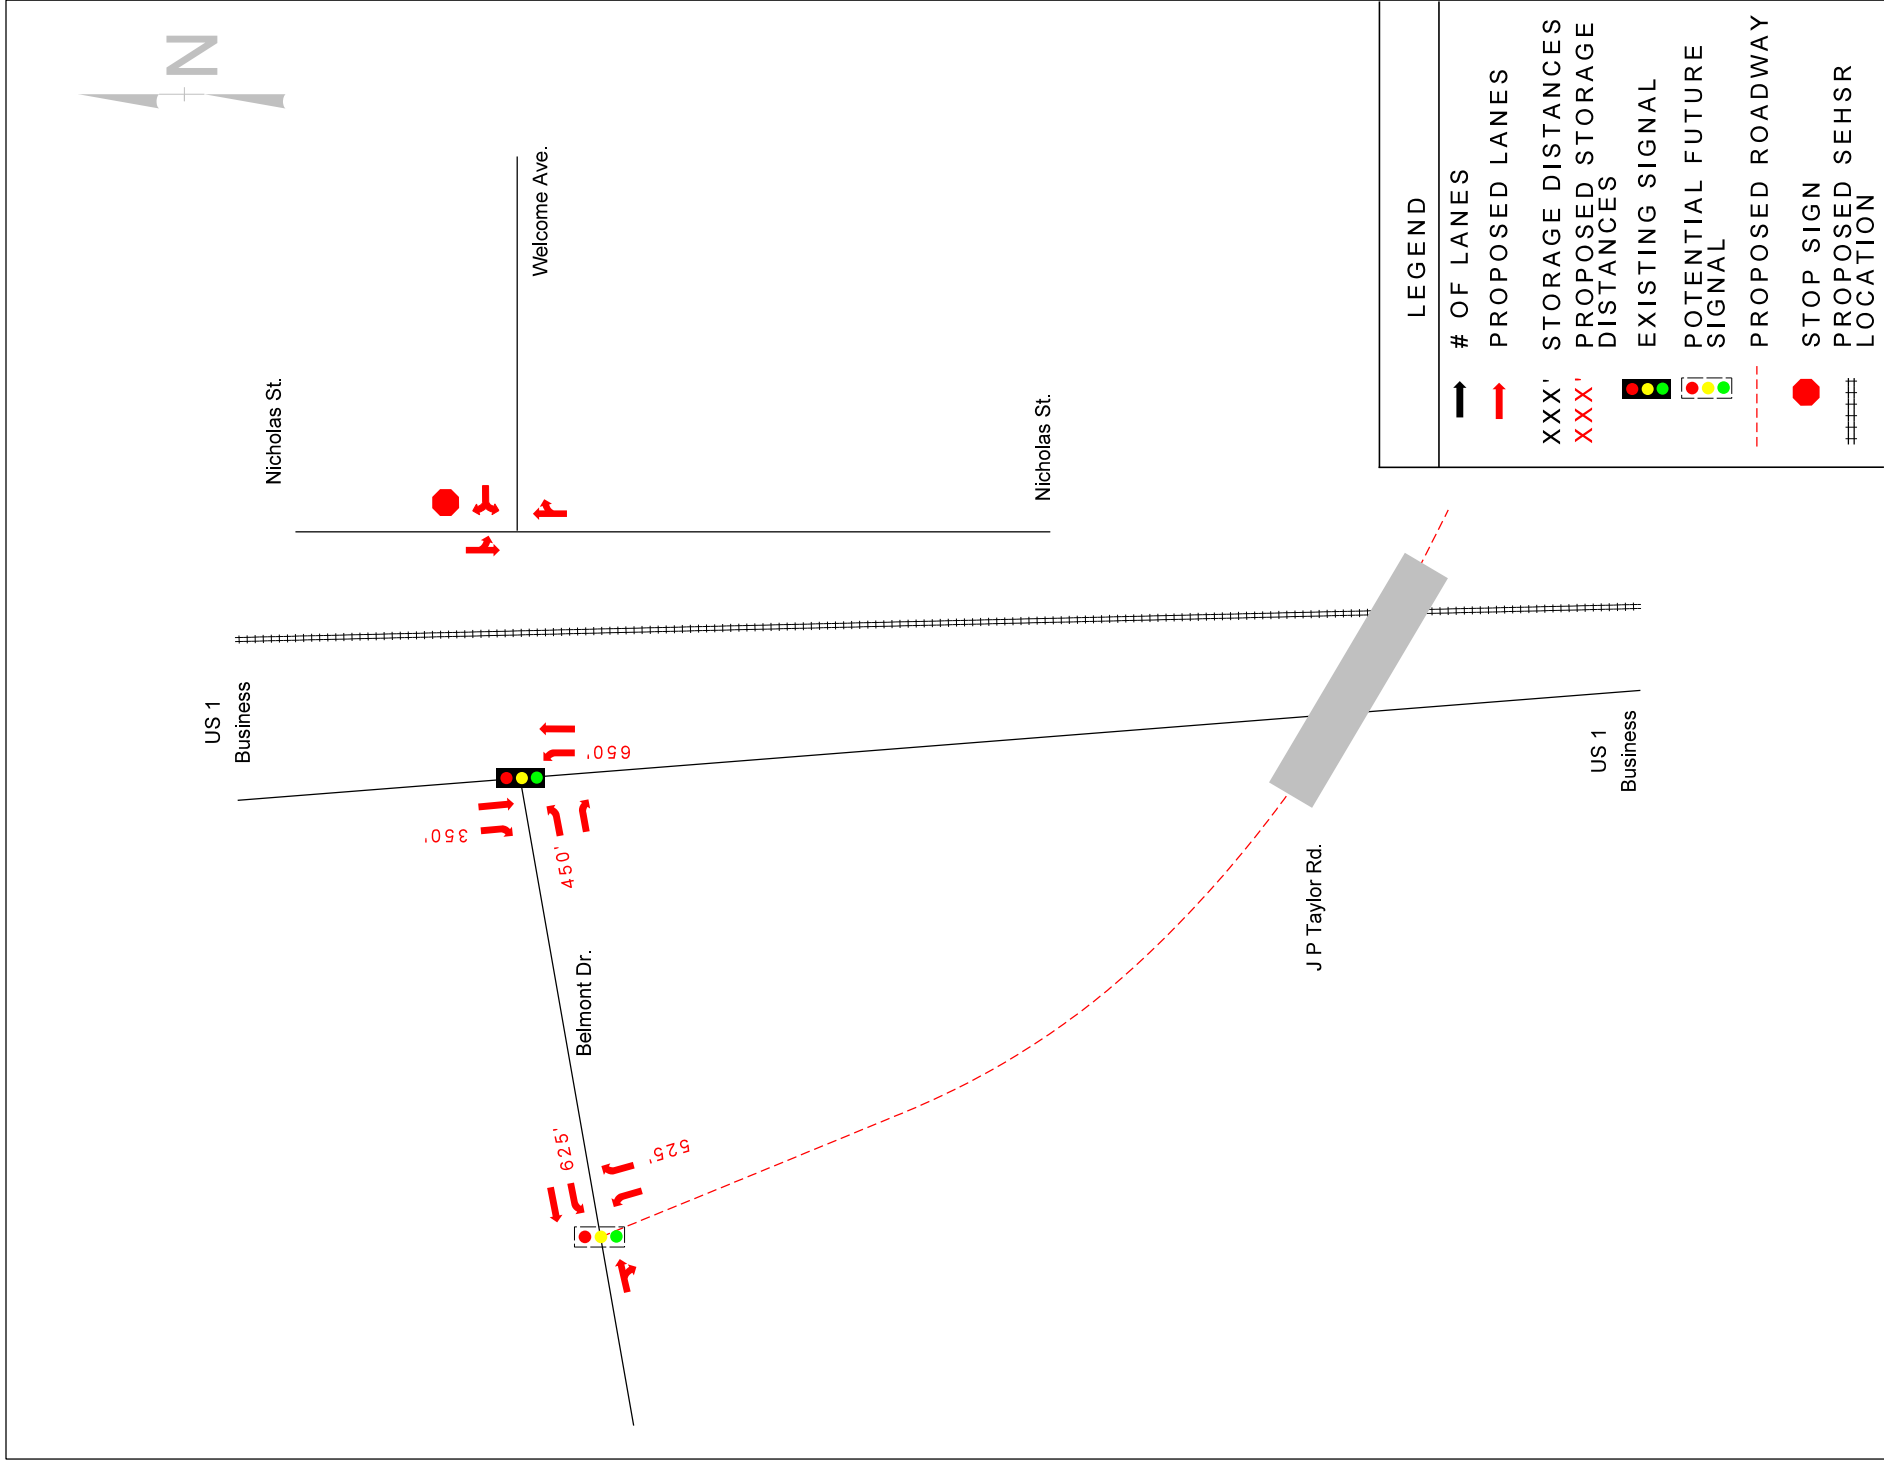 N
Nicholas St.
Welcome Ave.
Nicholas St.
US 1
Business
650'
350'
450'
Belmont Dr.
625'
525'
J P Taylor Rd.
US 1
Business
LEGEND
# OF LANES
PROPOSED LANES
XXX' STORAGE DISTANCES
XXX' PROPOSED STORAGE
DISTANCES
EXISTING SIGNAL
POTENTIAL FUTURE
SIGNAL
PROPOSED ROADWAY
STOP SIGN
PROPOSED SEHSR
LOCATION